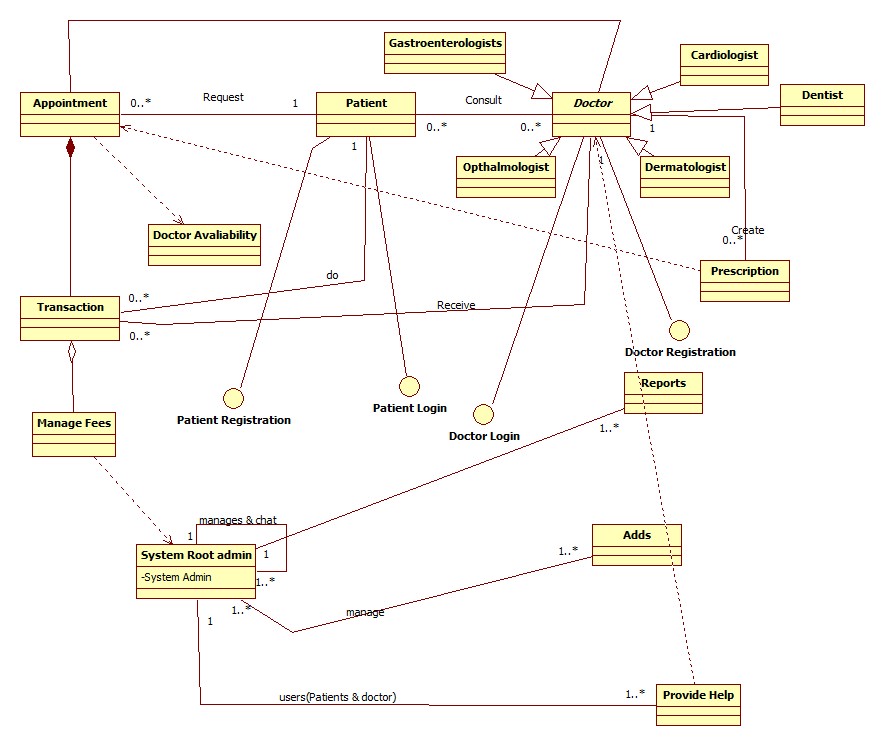 Gastroenterologists
Cardiologist
Dentist
Appointment
0..*
Request
1
Patient
Consult
0..*
0..*
Doctor
1
1
1
Opthalmologist
Dermatologist
Doctor Avaliability
Create
0..*
Prescription
do
Transaction
0..*
0..*
Receive
Doctor Registration
Patient Registration
Patient Login
Doctor Login
Reports
1..*
Manage Fees
manages & chat
1
System Root admin
1
-System Admin
1..*
1..*
1
manage
Adds
1..*
users(Patients & doctor)
1..*
Provide Help